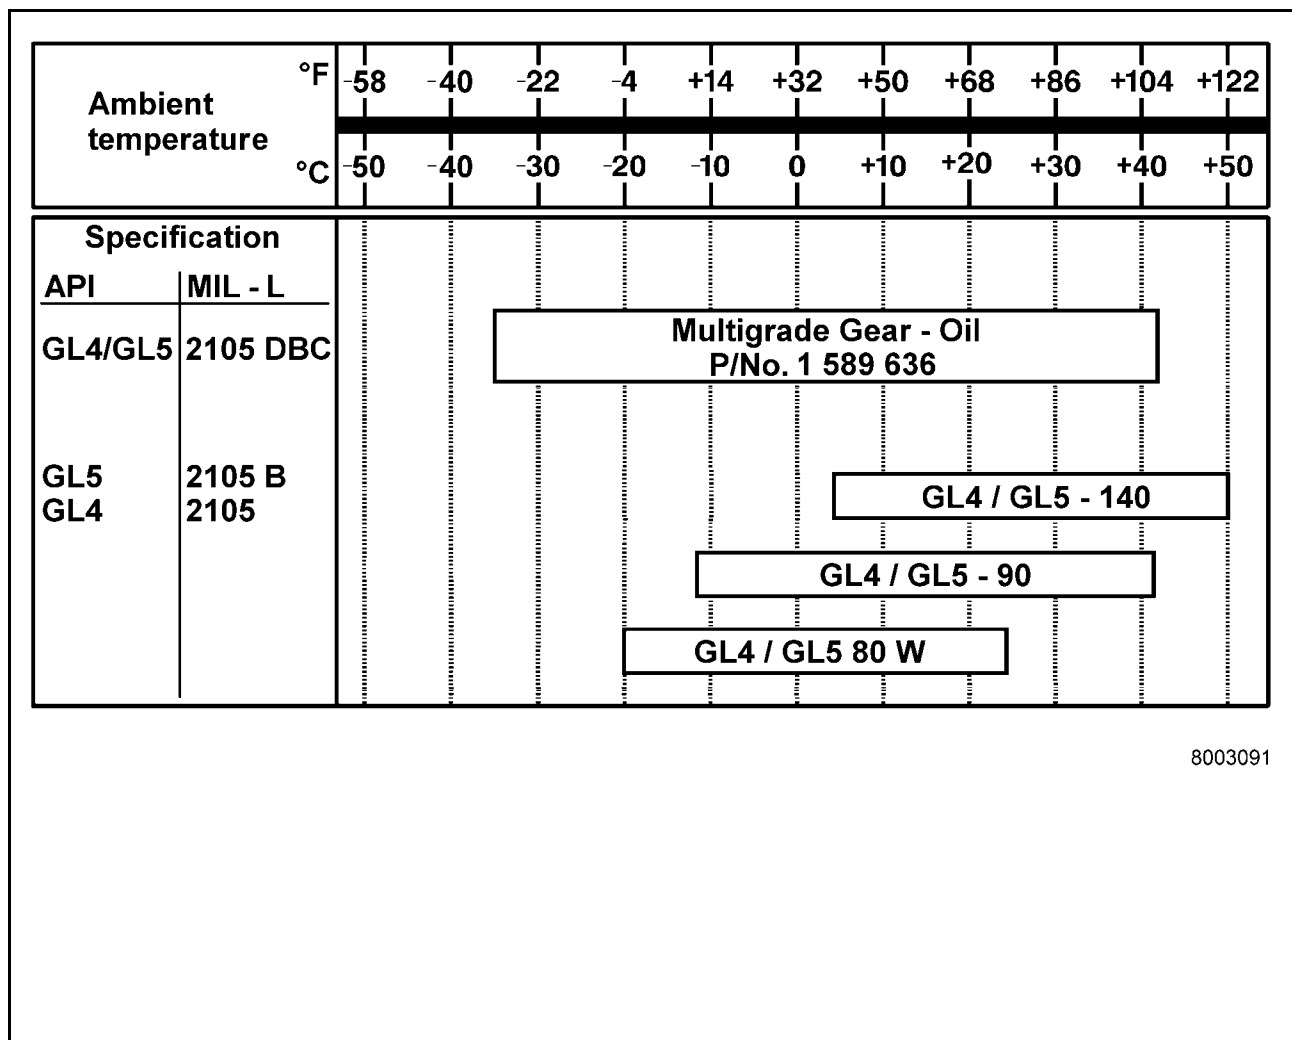 °F -58 -40 -22 -4 +14 +32 +50 +68 +86 +104 +122
Ambient
temperature
°C -50 -40 -30 -20 -10 0 +10 +20 +30 +40 +50
Specification
API MIL - L
Multigrade Gear - Oil
GL4/GL5 2105 DBC
P/No. 1 589 636
GL5 2105 B
GL4 / GL5 - 140
GL4 2105
GL4 / GL5 - 90
GL4 / GL5 80 W
8003091